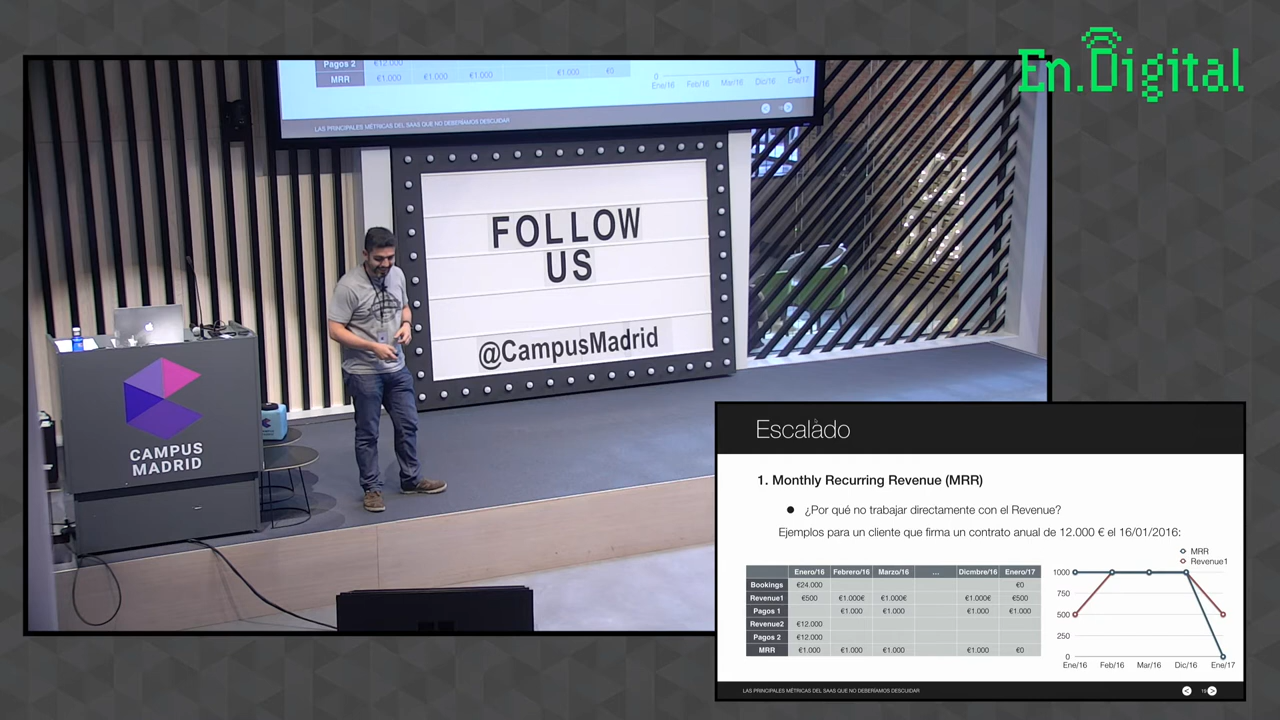 En.Digital
Pagos 2 €12.000
MRR €1.000 €1.000 €1.000 €1.000 €0
0
Ene/16 Feb/16 Mar/16 Dic/16 Ene/17
LAS PRINCIPALES MÉTRICAS DEL SAAS QUE NO DEBERÍAMOS DESCUIDAR
FOLLOW
US
@CampusMadrid
CAMPUS
MADRID
Escalado
1. Monthly Recurring Revenue (MRR)
● ¿Por qué no trabajar directamente con el Revenue?
Ejemplos para un cliente que firma un contrato anual de 12.000 € el 16/01/2016:
Enero/16 Febrero/16 Marzo/16 ... Dicmbre/16 Enero/17
Bookings €24.000 €0
Revenue1 €500 €1.000€ €1.000€ €1.000€ €500
Pagos 1 €1.000 €1.000 €1.000 €1.000
Revenue2 €12.000
Pagos 2 €12.000
MRR €1.000 €1.000 €1.000 €1.000 €0
MRR
Revenue1
1000
750
500
250
0
Ene/16 Feb/16 Mar/16 Dic/16 Ene/17
LAS PRINCIPALES MÉTRICAS DEL SAAS QUE NO DEBERÍAMOS DESCUIDAR
< 19 >